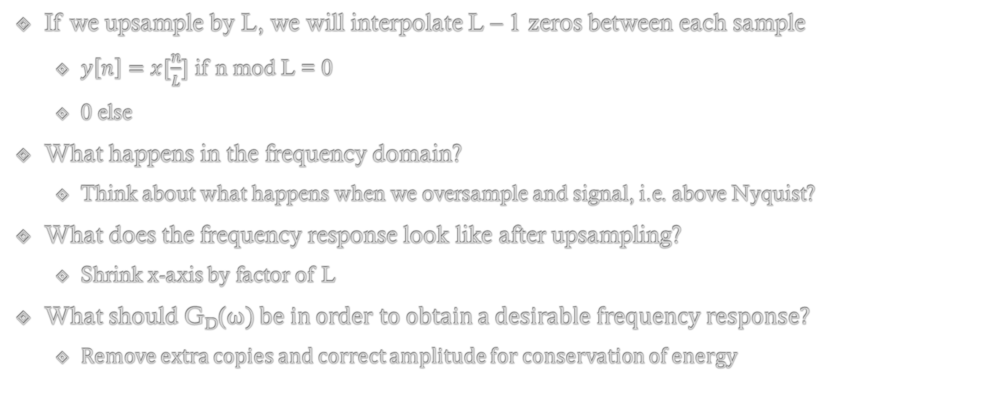 If we upsample by L, we will interpolate L – 1 zeros between each sample
y[n] = x[n/L] if n mod L = 0
0 else
What happens in the frequency domain?
Think about what happens when we oversample and signal, i.e. above Nyquist?
What does the frequency response look like after upsampling?
Shrink x-axis by factor of L
What should G_D(ω) be in order to obtain a desirable frequency response?
Remove extra copies and correct amplitude for conservation of energy